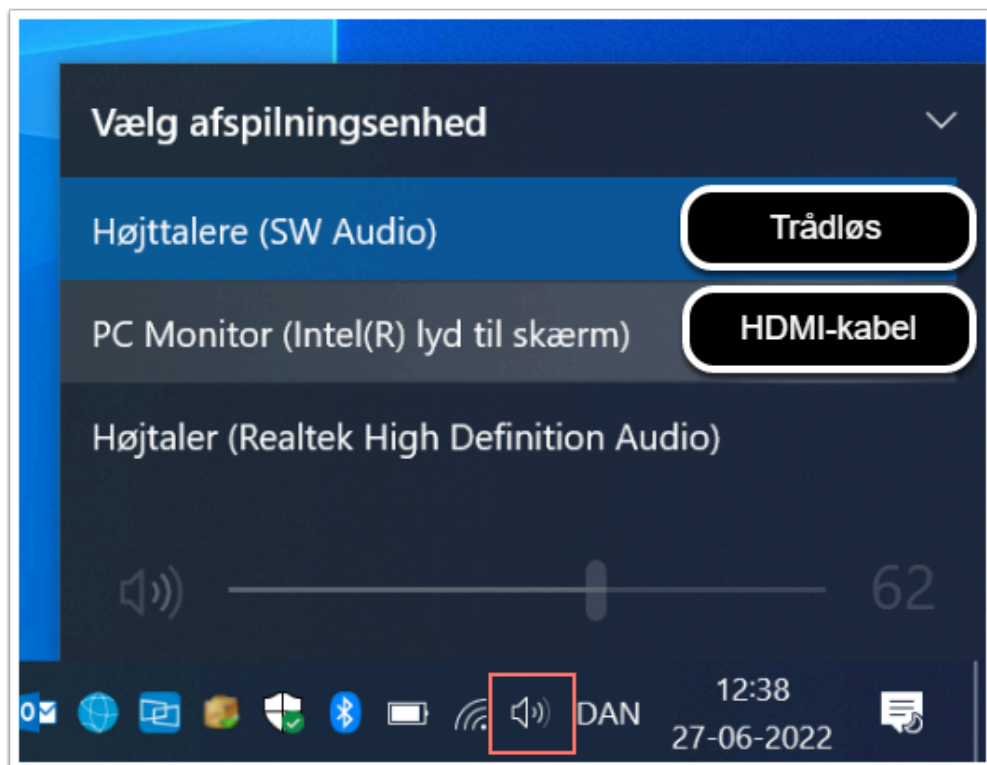 Vælg afspilningsenhed
Højttalere (SW Audio)
Trådløs
PC Monitor (Intel(R) lyd til skærm)
HDMI-kabel
Højtaler (Realtek High Definition Audio)
62
DAN
12:38
27-06-2022